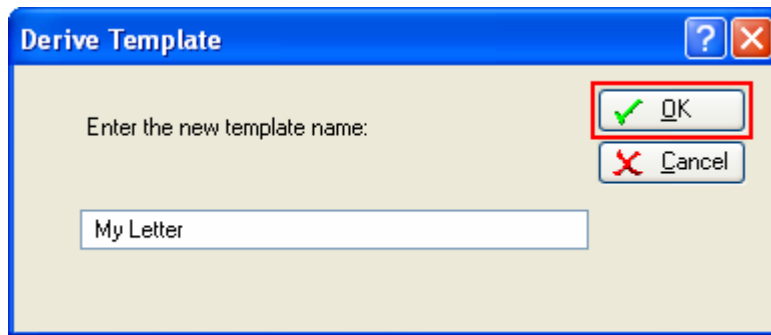 Derive Template
?
Enter the new template name:
OK
Cancel
My Letter